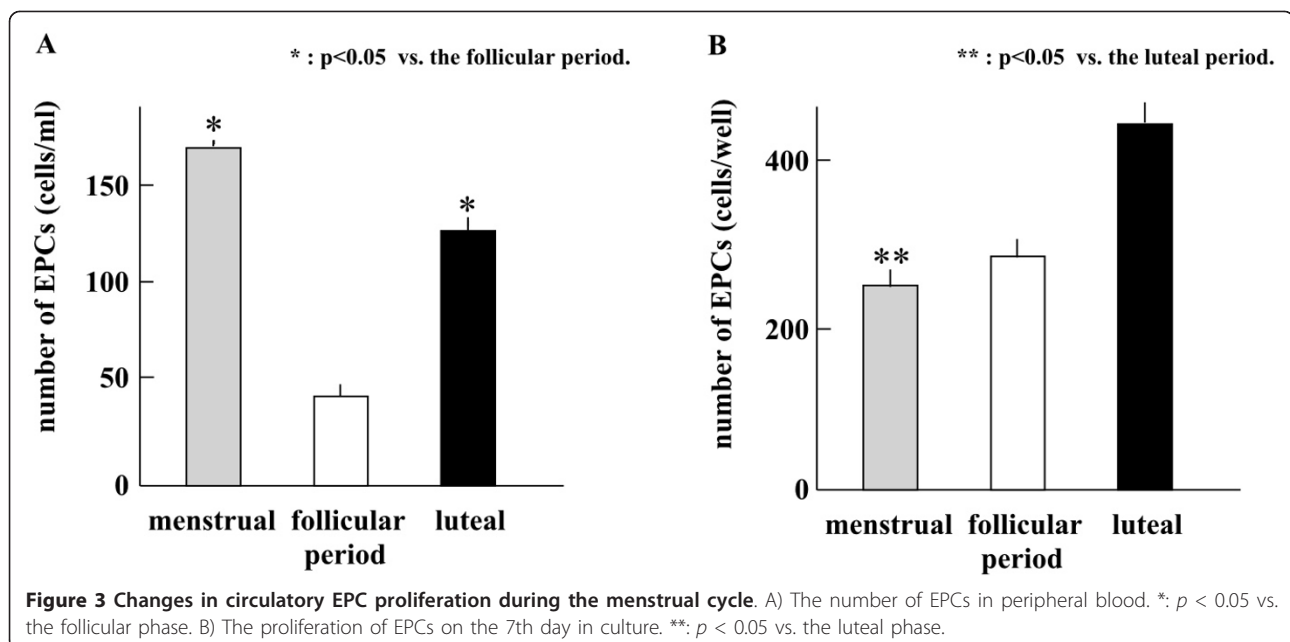 A
* : p<0.05 vs. the follicular period.
number of EPCs (cells/ml)
150
100
50
0
*
*
menstrual
follicular
period
luteal
B
** : p<0.05 vs. the luteal period.
number of EPCs (cells/well)
400
200
0
**
menstrual
follicular
period
luteal
Figure 3 Changes in circulatory EPC proliferation during the menstrual cycle. A) The number of EPCs in peripheral blood. *: p < 0.05 vs.
the follicular phase. B) The proliferation of EPCs on the 7th day in culture. **: p < 0.05 vs. the luteal phase.